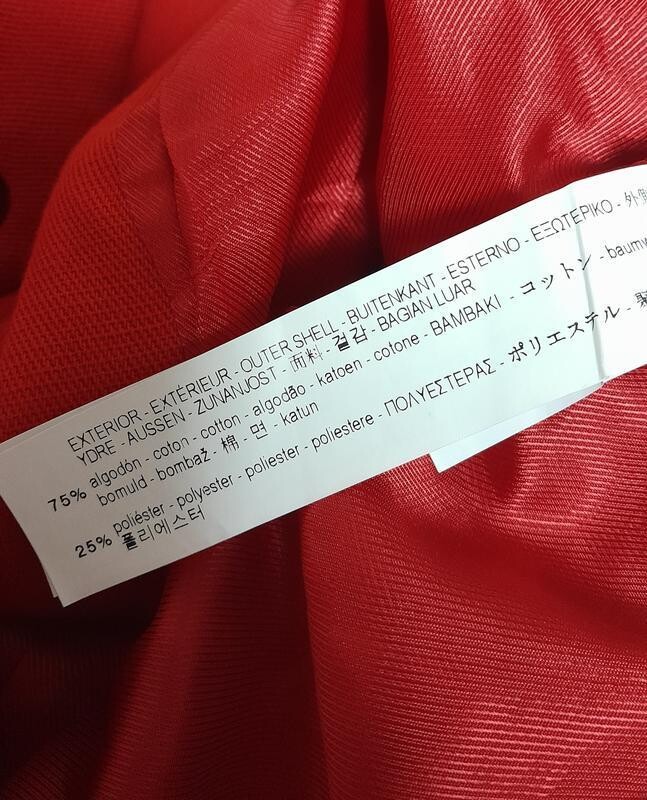 EXTERIOR - EXTÉRIEUR - OUTER SHELL - BUITENKANT - ESTERNO - ΕΞΩΤΕΡΙΚΟ - 外側
YDRE - AUSSEN - ZUNANJOST - 面料 - 겉감 - BAGIAN LUAR
75% algodón - coton - cotton - algodão - katoen - cotone - BAMBAKI - コットン - baumw
bomuld - bombaž - 棉 - 면 - katun
25% poliéster - polyester - poliester - poliestere - ΠΟΛΥΕΣΤΕΡΑΣ - ポリエステル - 聚
폴리에스터